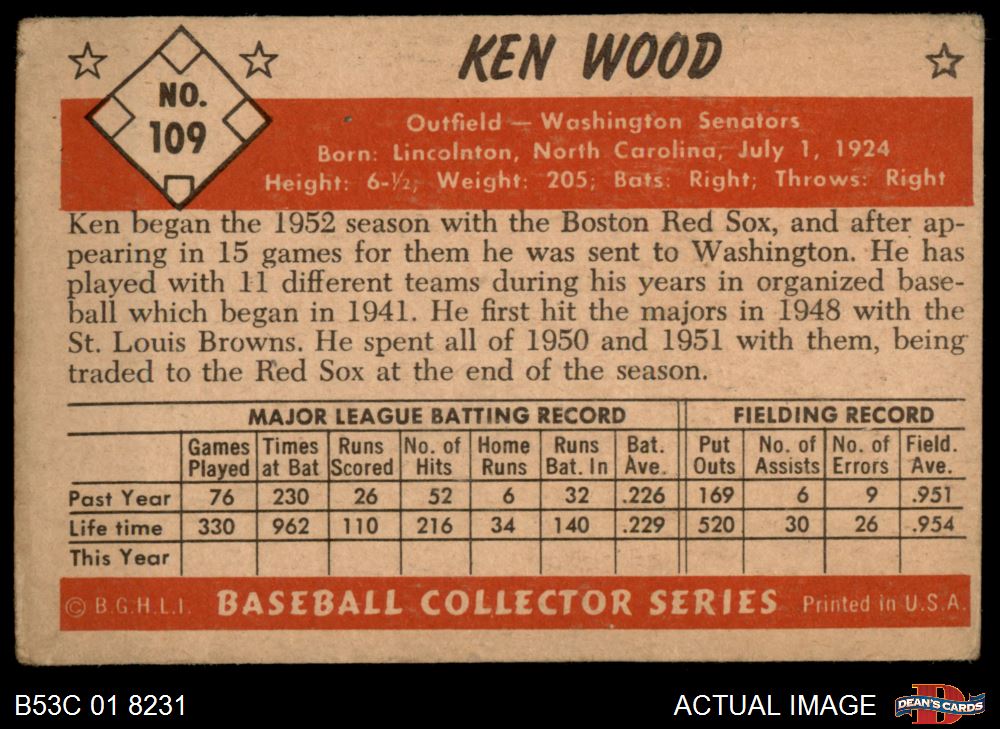 KEN WOOD
NO.
109
Outfield — Washington Senators
Born: Lincolnton, North Carolina, July 1, 1924
Height: 6-½; Weight: 205; Bats: Right; Throws: Right
Ken began the 1952 season with the Boston Red Sox, and after ap-
pearing in 15 games for them he was sent to Washington. He has
played with 11 different teams during his years in organized base-
ball which began in 1941. He first hit the majors in 1948 with the
St. Louis Browns. He spent all of 1950 and 1951 with them, being
traded to the Red Sox at the end of the season.
MAJOR LEAGUE BATTING RECORD FIELDING RECORD
Games Times Runs No. of Home Runs Bat. Put No. of No. of Field.
Played at Bat Scored Hits Runs Bat. In Ave. Outs Assists Errors Ave.
Past Year 76 230 26 52 6 32 .226 169 6 9 .951
Life time 330 962 110 216 34 140 .229 520 30 26 .954
This Year
© B.G.H.L.I. BASEBALL COLLECTOR SERIES Printed in U.S.A.
B53C 01 8231 ACTUAL IMAGE D DEAN'S CARDS